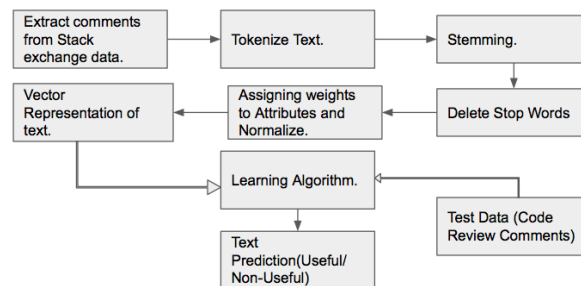 Extract comments
from Stack
exchange data.
Tokenize Text.
Stemming.
Vector
Representation of
text.
Assigning weights
to Attributes and
Normalize.
Delete Stop Words
Learning Algorithm.
Test Data (Code
Review Comments)
Text
Prediction(Useful/
Non-Useful)